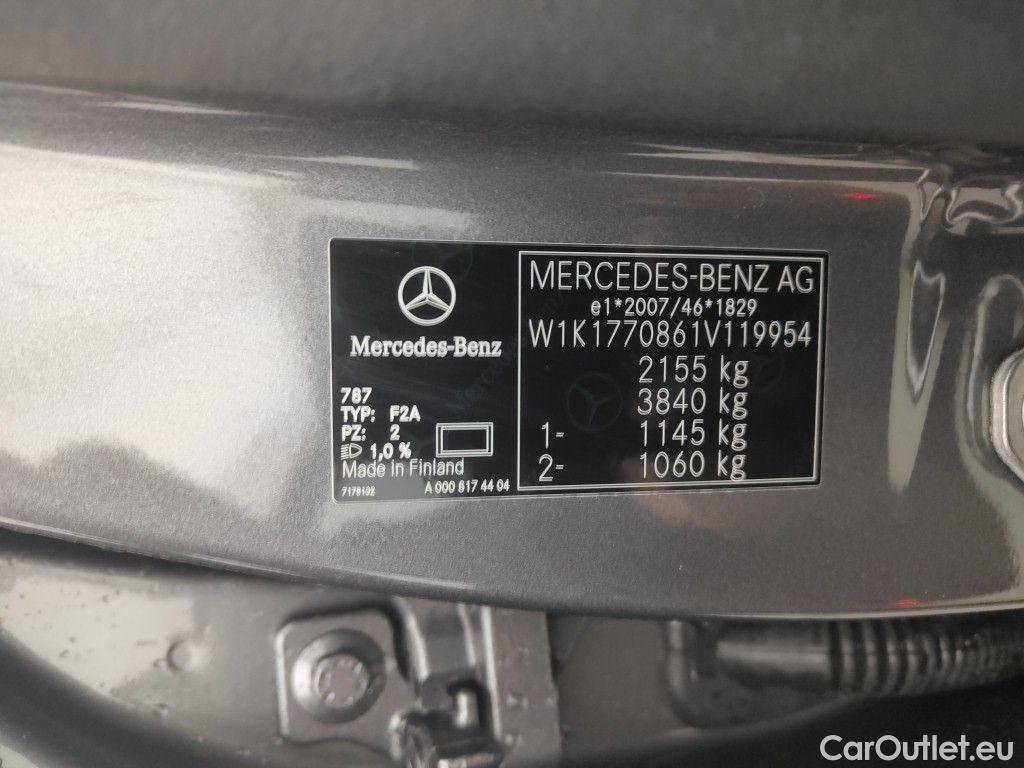 Mercedes-Benz
787
TYP: F2A
PZ: 2
1,0 %
Made in Finland
7178102
A 000 817 44 04
MERCEDES-BENZ AG
e1*2007/46*1829
W1K1770861V119954
2155 kg
3840 kg
1- 1145 kg
2- 1060 kg
CarOutlet.eu